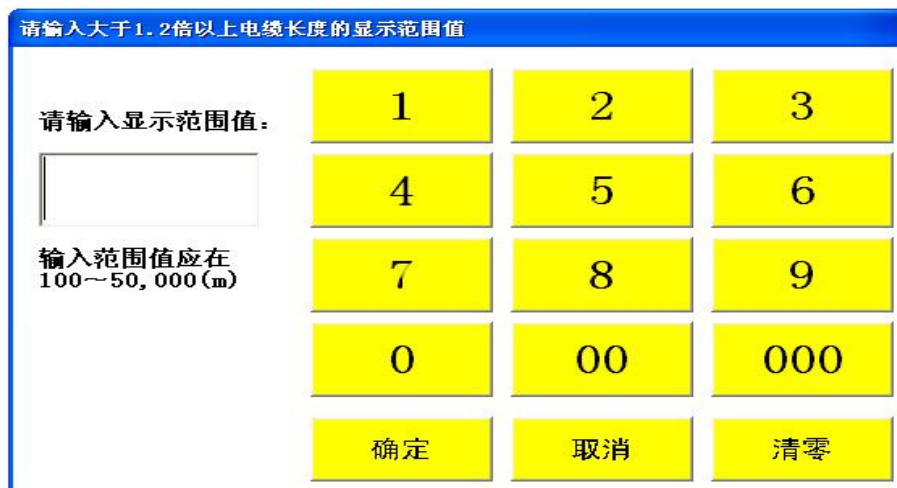 请输入大于1.2倍以上电缆长度的显示范围值
请输入显示范围值：
输入范围值应在
100～50,000(m)
1 2 3
4 5 6
7 8 9
0 00 000
确定 取消 清零